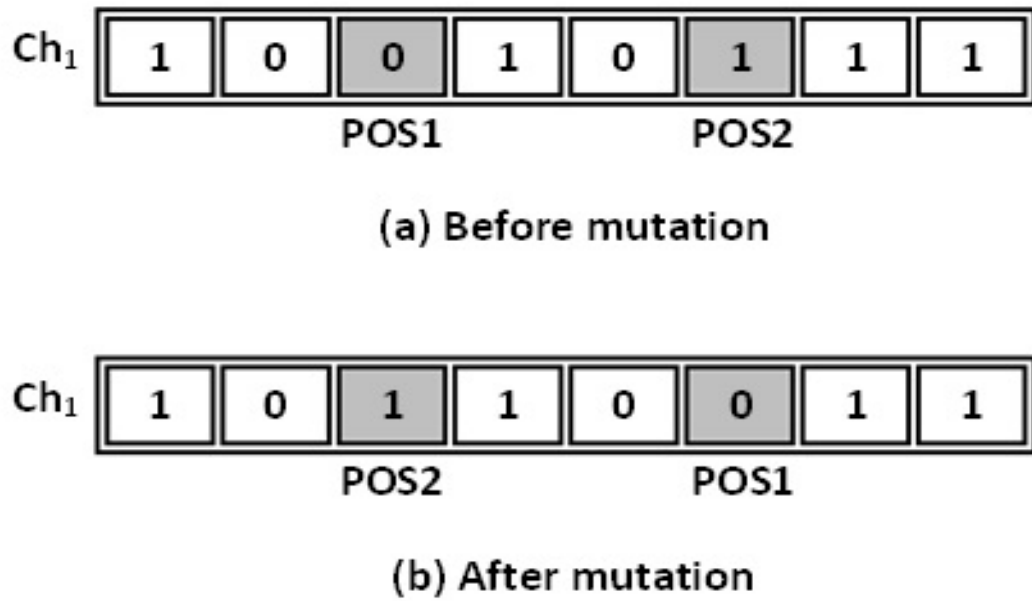 Ch₁ 1 0 0 1 0 1 1 1
POS1 POS2
(a) Before mutation
Ch₁ 1 0 1 1 0 0 1 1
POS2 POS1
(b) After mutation